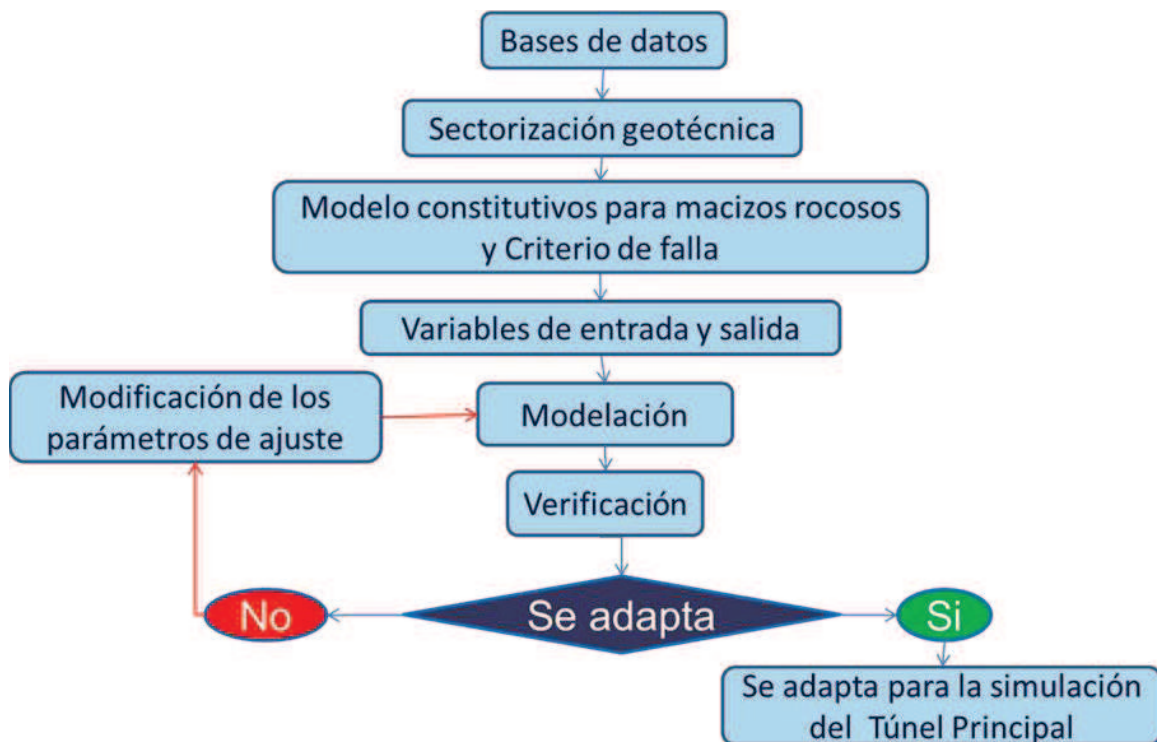 Bases de datos
Sectorización geotécnica
Modelo constitutivos para macizos rocosos
y Criterio de falla
Variables de entrada y salida
Modificación de los
parámetros de ajuste
Modelación
Verificación
No
Se adapta
Si
Se adapta para la simulación
del Túnel Principal